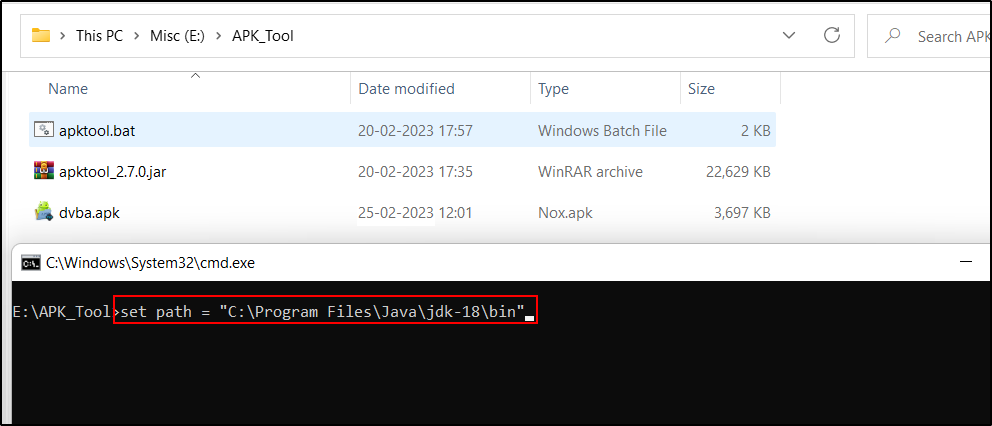 This PC > Misc (E:) > APK_Tool
Search APK
Name Date modified Type Size
apktool.bat 20-02-2023 17:57 Windows Batch File 2 KB
apktool_2.7.0.jar 20-02-2023 17:35 WinRAR archive 22,629 KB
dvba.apk 25-02-2023 12:01 Nox.apk 3,697 KB
C:\Windows\System32\cmd.exe
E:\APK_Tool>set path = "C:\Program Files\Java\jdk-18\bin"